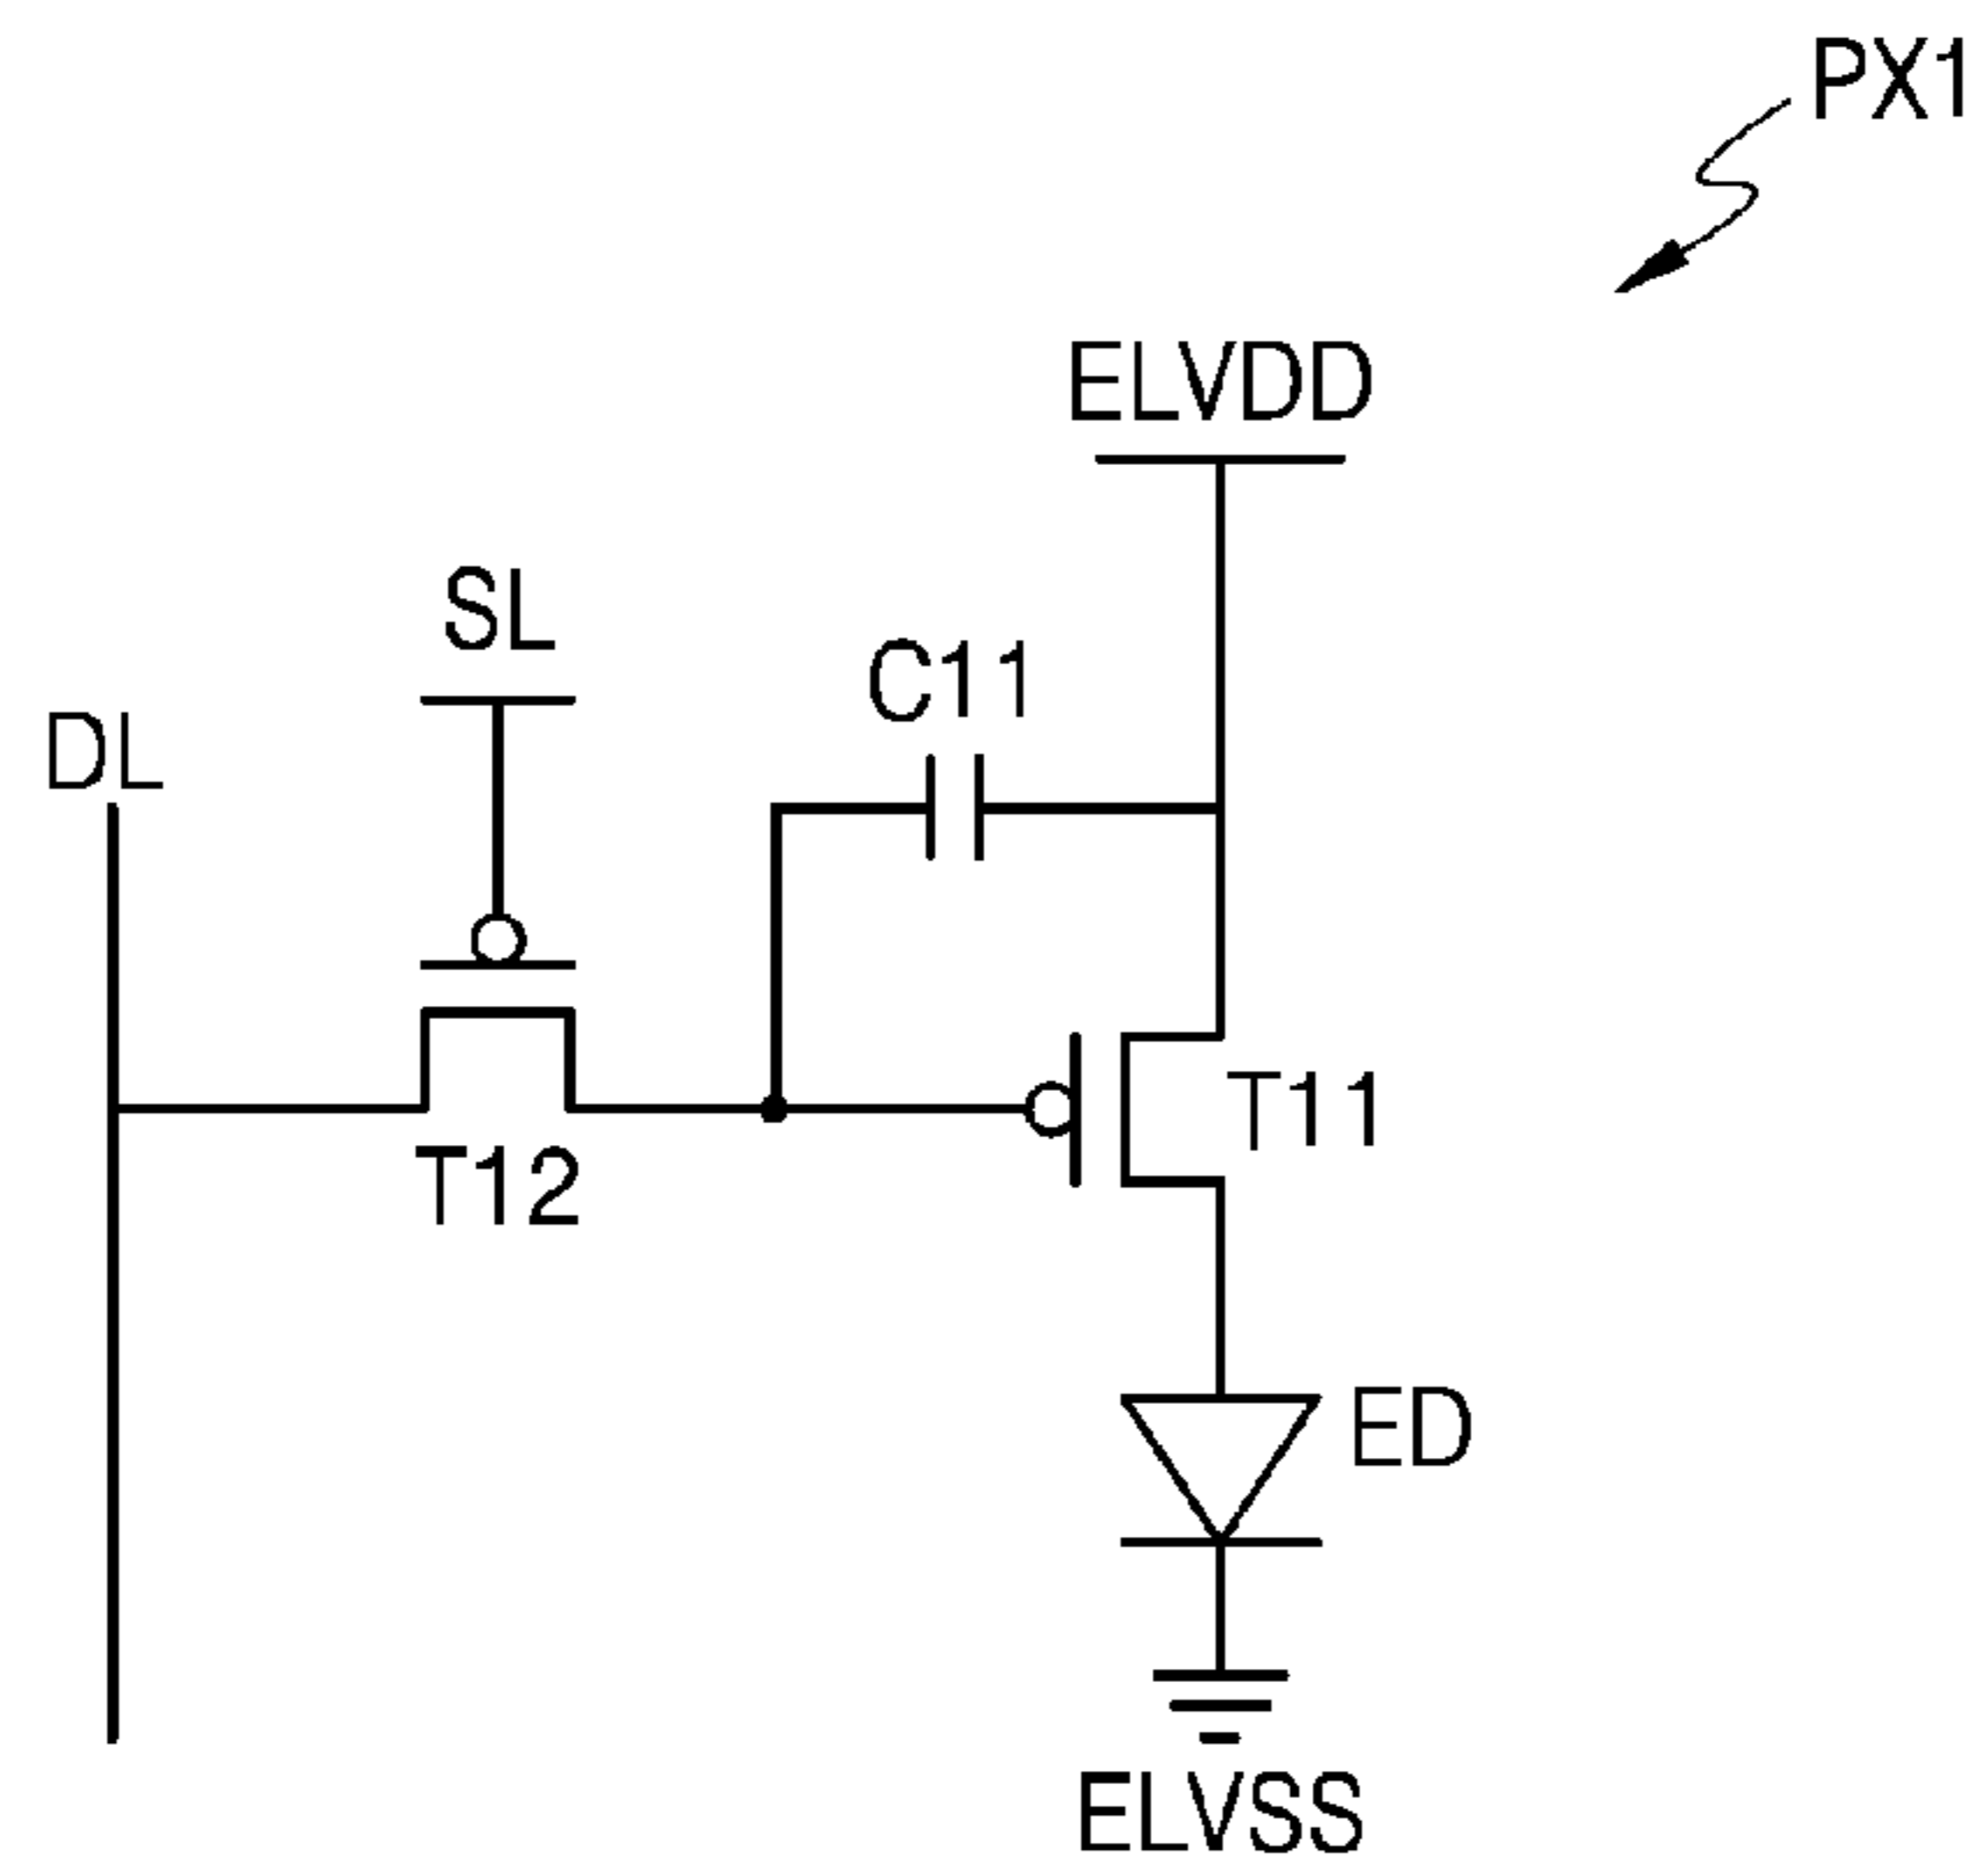 PX1
ELVDD
SL
C11
DL
T11
T12
ED
ELVSS